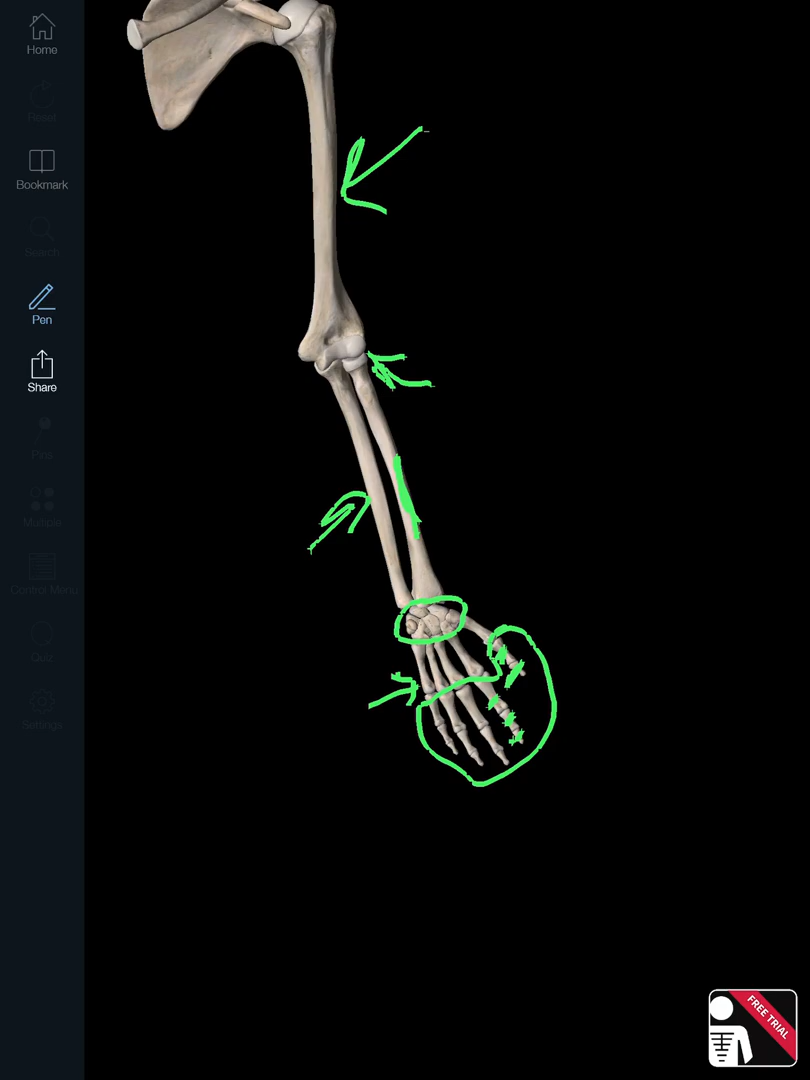 Home
Reset
Bookmark
Search
Pen
Share
Pins
Multiple
Control Menu
Quiz
Settings
FREE TRIAL